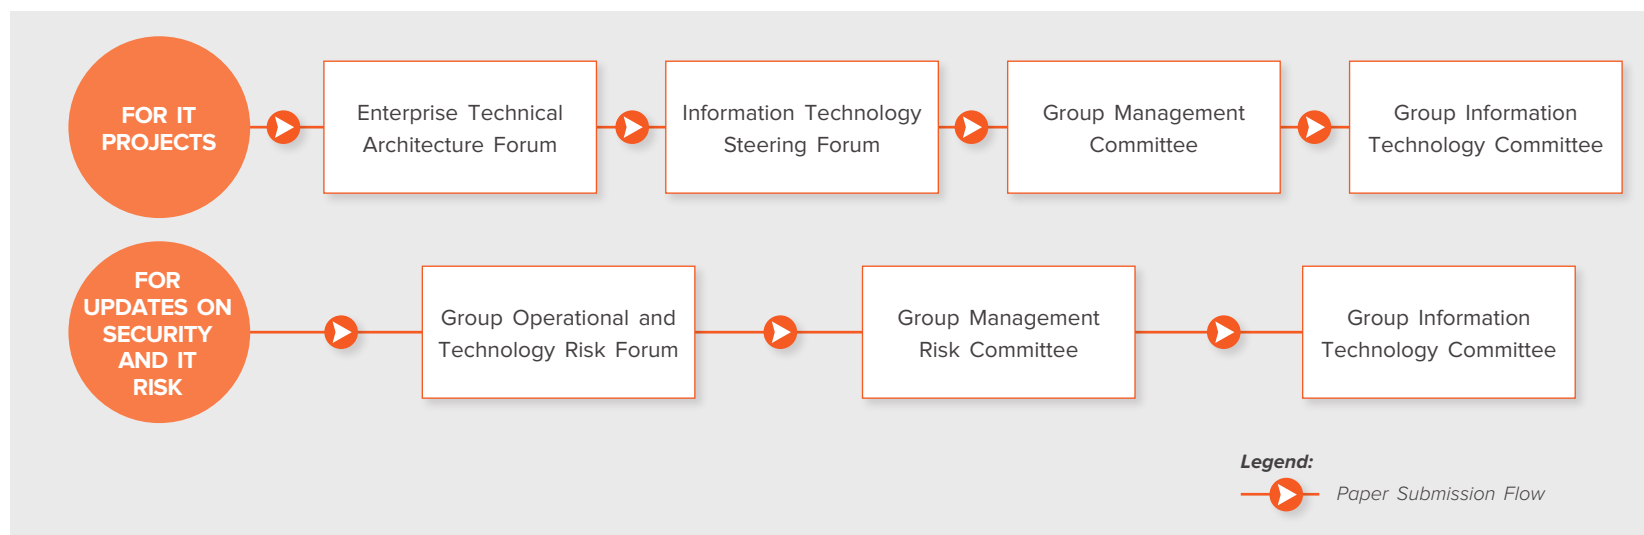 FOR IT
PROJECTS
Enterprise Technical
Architecture Forum
Information Technology
Steering Forum
Group Management
Committee
Group Information
Technology Committee
FOR
UPDATES ON
SECURITY
AND IT
RISK
Group Operational and
Technology Risk Forum
Group Management
Risk Committee
Group Information
Technology Committee
Legend:
Paper Submission Flow